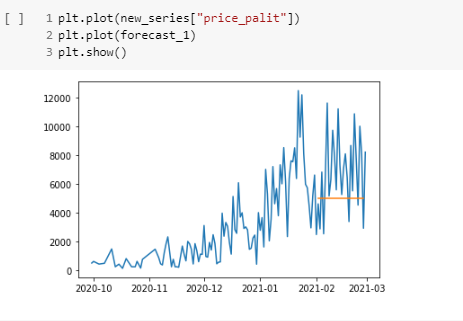 [ ] 1 plt.plot(new_series["price_palit"])
2 plt.plot(forecast_1)
3 plt.show()
12000
10000
8000
6000
4000
2000
0
2020-10 2020-11 2020-12 2021-01 2021-02 2021-03